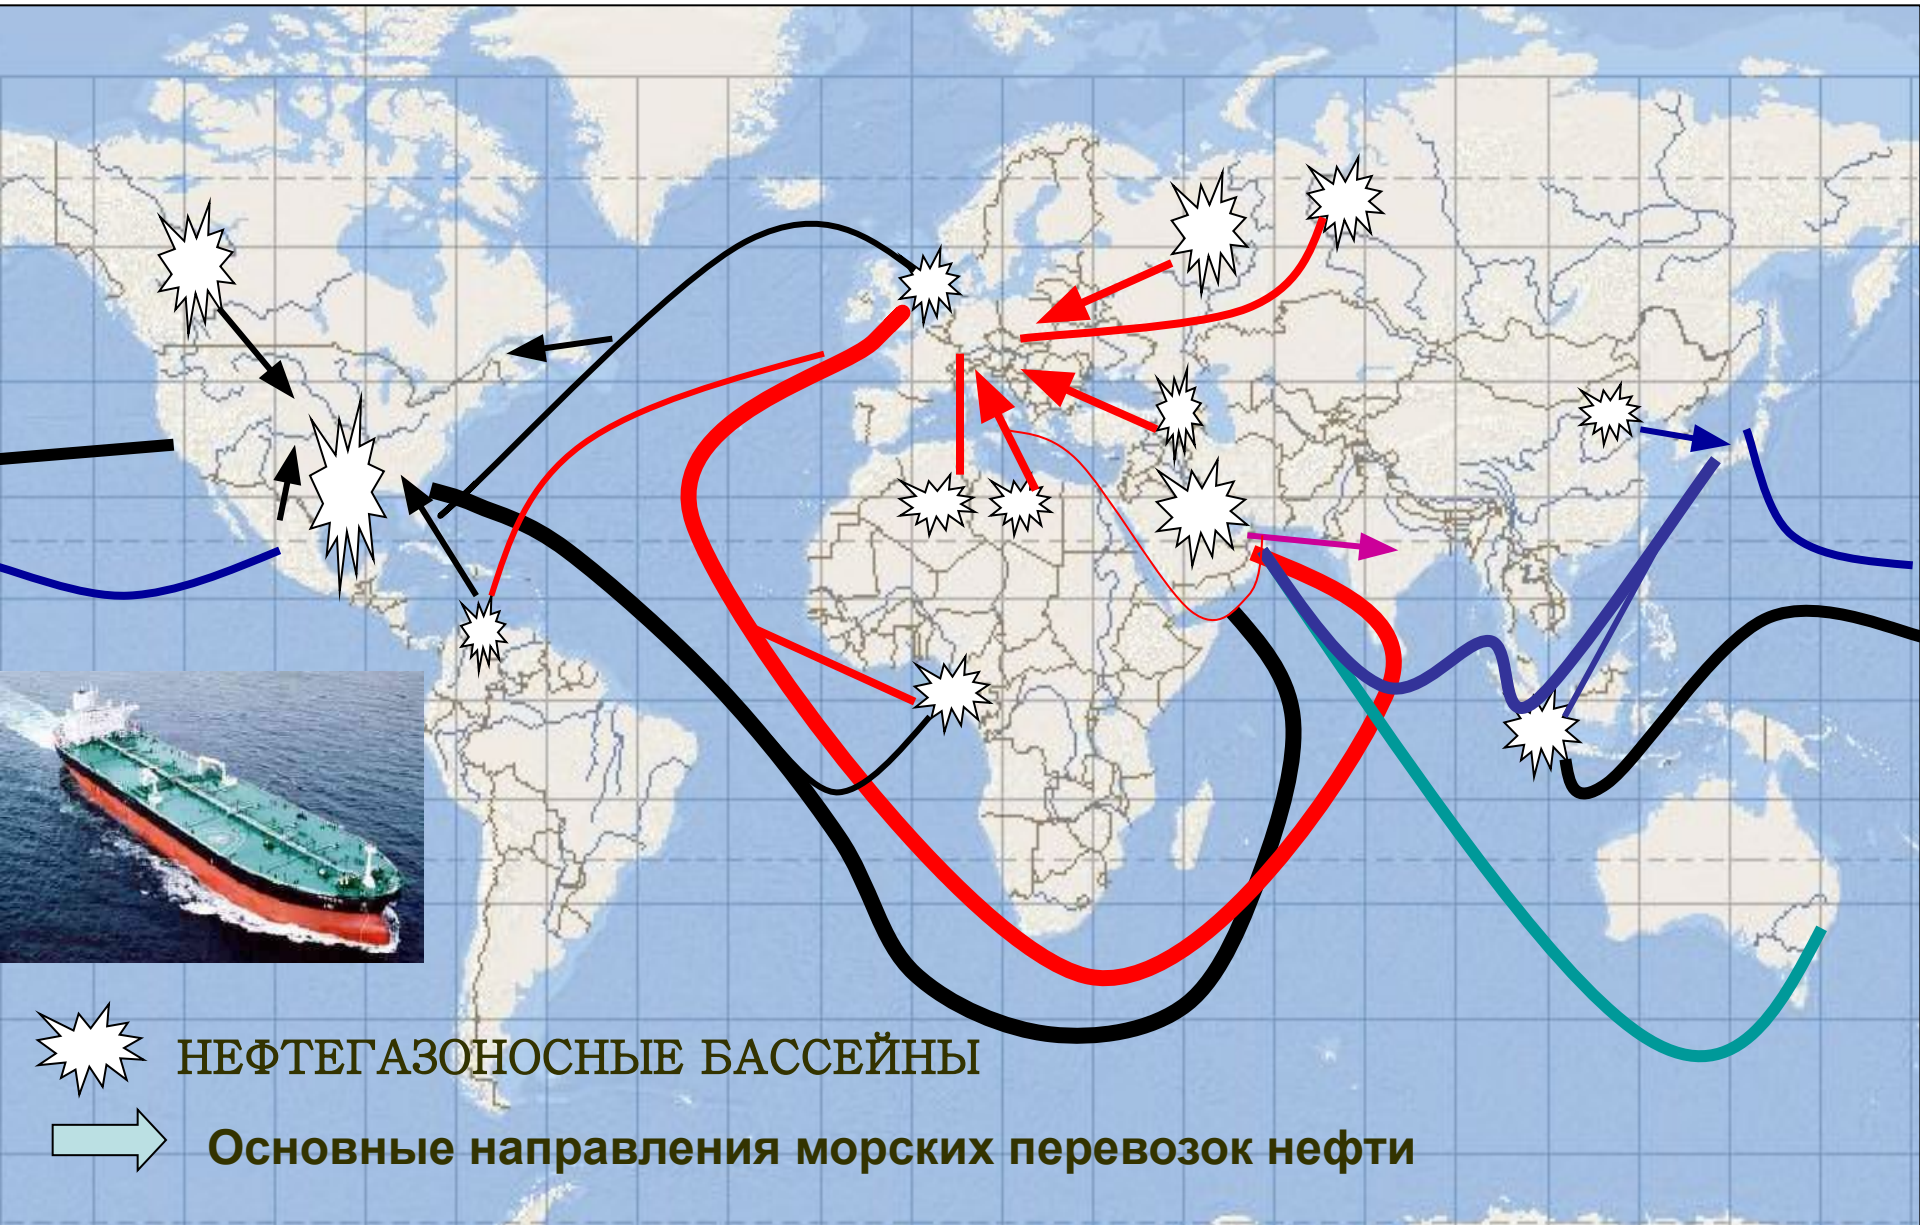 НЕФТЕГАЗОНОСНЫЕ БАССЕЙНЫ
Основные направления морских перевозок нефти